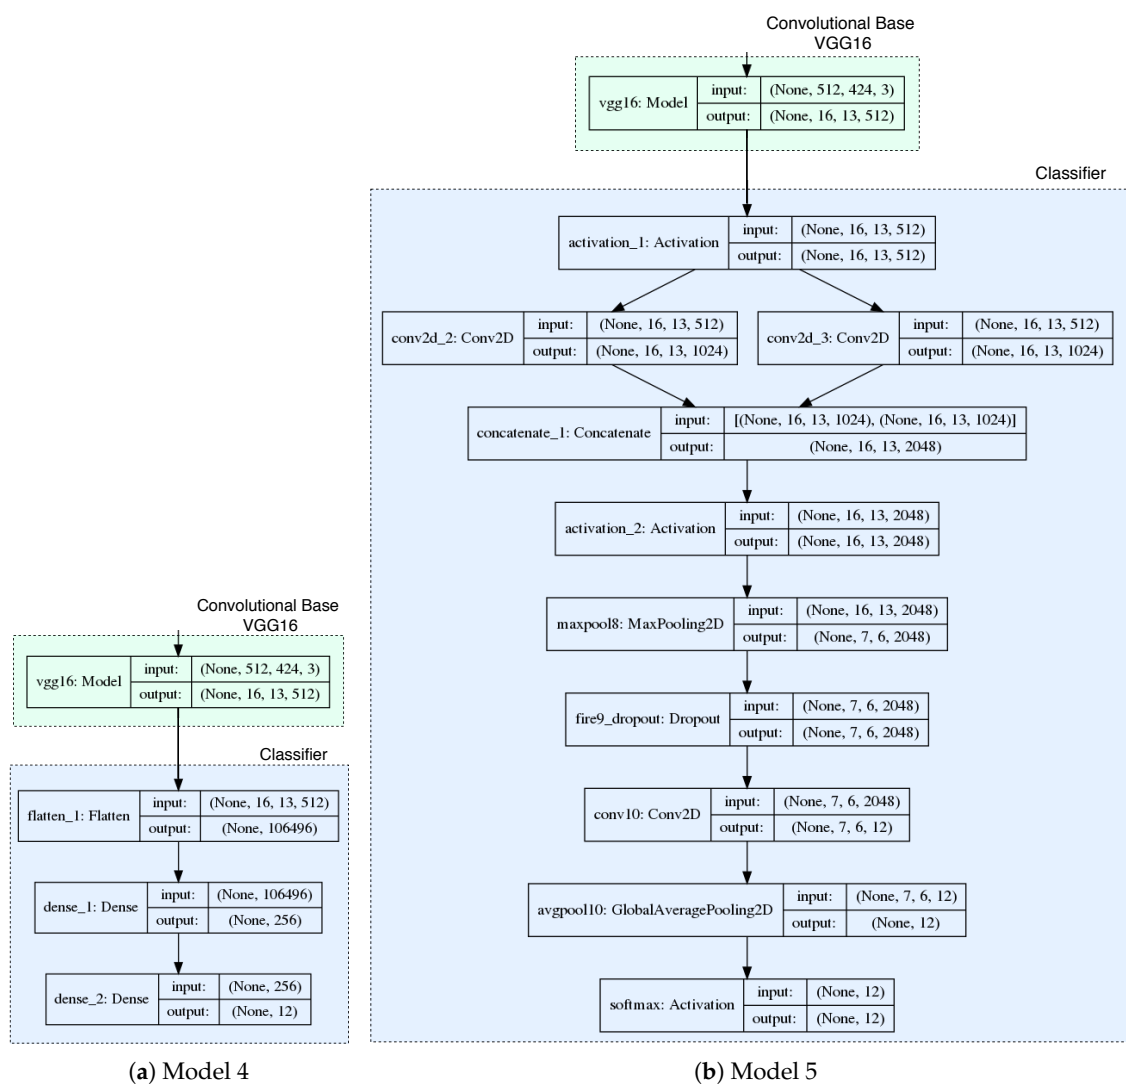 Convolutional Base
VGG16
vgg16: Model
input: (None, 512, 424, 3)
output: (None, 16, 13, 512)
Classifier
flatten_1: Flatten
input: (None, 16, 13, 512)
output: (None, 106496)
dense_1: Dense
input: (None, 106496)
output: (None, 256)
dense_2: Dense
input: (None, 256)
output: (None, 12)
(a) Model 4
Convolutional Base
VGG16
vgg16: Model
input: (None, 512, 424, 3)
output: (None, 16, 13, 512)
Classifier
activation_1: Activation
input: (None, 16, 13, 512)
output: (None, 16, 13, 512)
conv2d_2: Conv2D
input: (None, 16, 13, 512)
output: (None, 16, 13, 1024)
conv2d_3: Conv2D
input: (None, 16, 13, 512)
output: (None, 16, 13, 1024)
concatenate_1: Concatenate
input: [(None, 16, 13, 1024), (None, 16, 13, 1024)]
output: (None, 16, 13, 2048)
activation_2: Activation
input: (None, 16, 13, 2048)
output: (None, 16, 13, 2048)
maxpool8: MaxPooling2D
input: (None, 16, 13, 2048)
output: (None, 7, 6, 2048)
fire9_dropout: Dropout
input: (None, 7, 6, 2048)
output: (None, 7, 6, 2048)
conv10: Conv2D
input: (None, 7, 6, 2048)
output: (None, 7, 6, 12)
avgpool10: GlobalAveragePooling2D
input: (None, 7, 6, 12)
output: (None, 12)
softmax: Activation
input: (None, 12)
output: (None, 12)
(b) Model 5